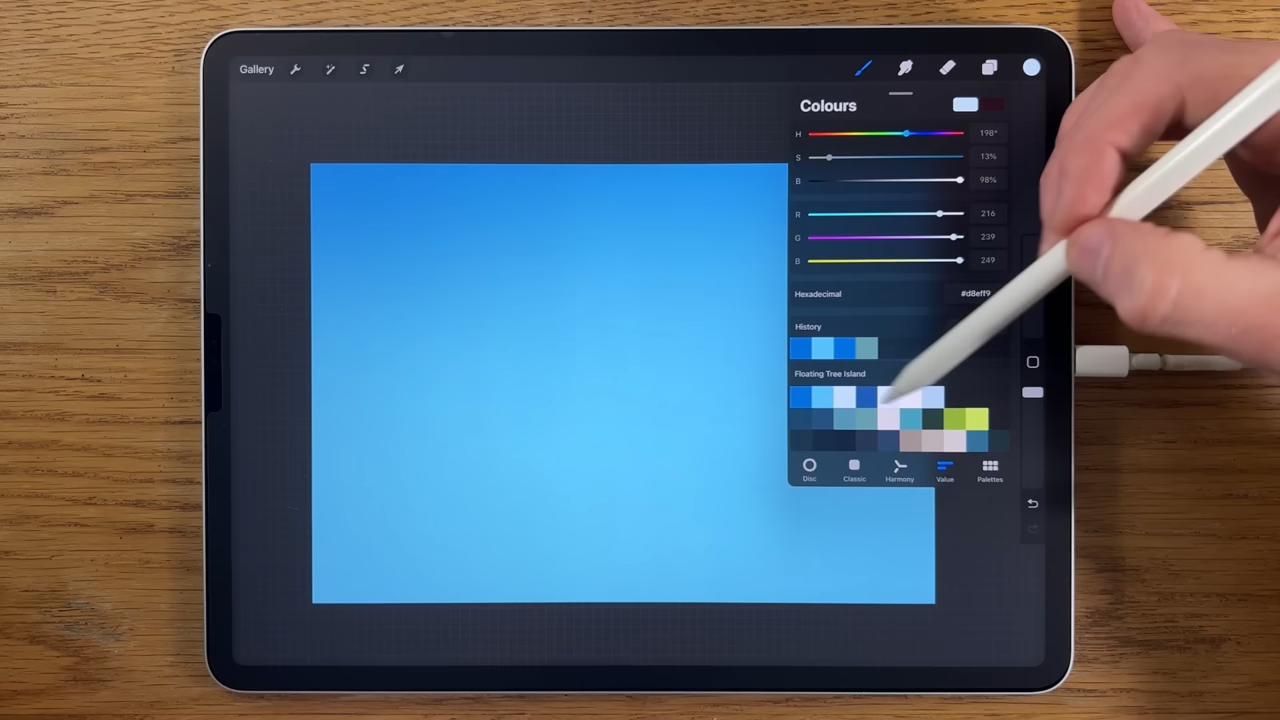 Gallery
Colours
H 198°
S 13%
B 98%
R 216
G 239
B 249
Hexadecimal #d8eff9
History
Floating Tree Island
Disc Classic Harmony Value Palettes